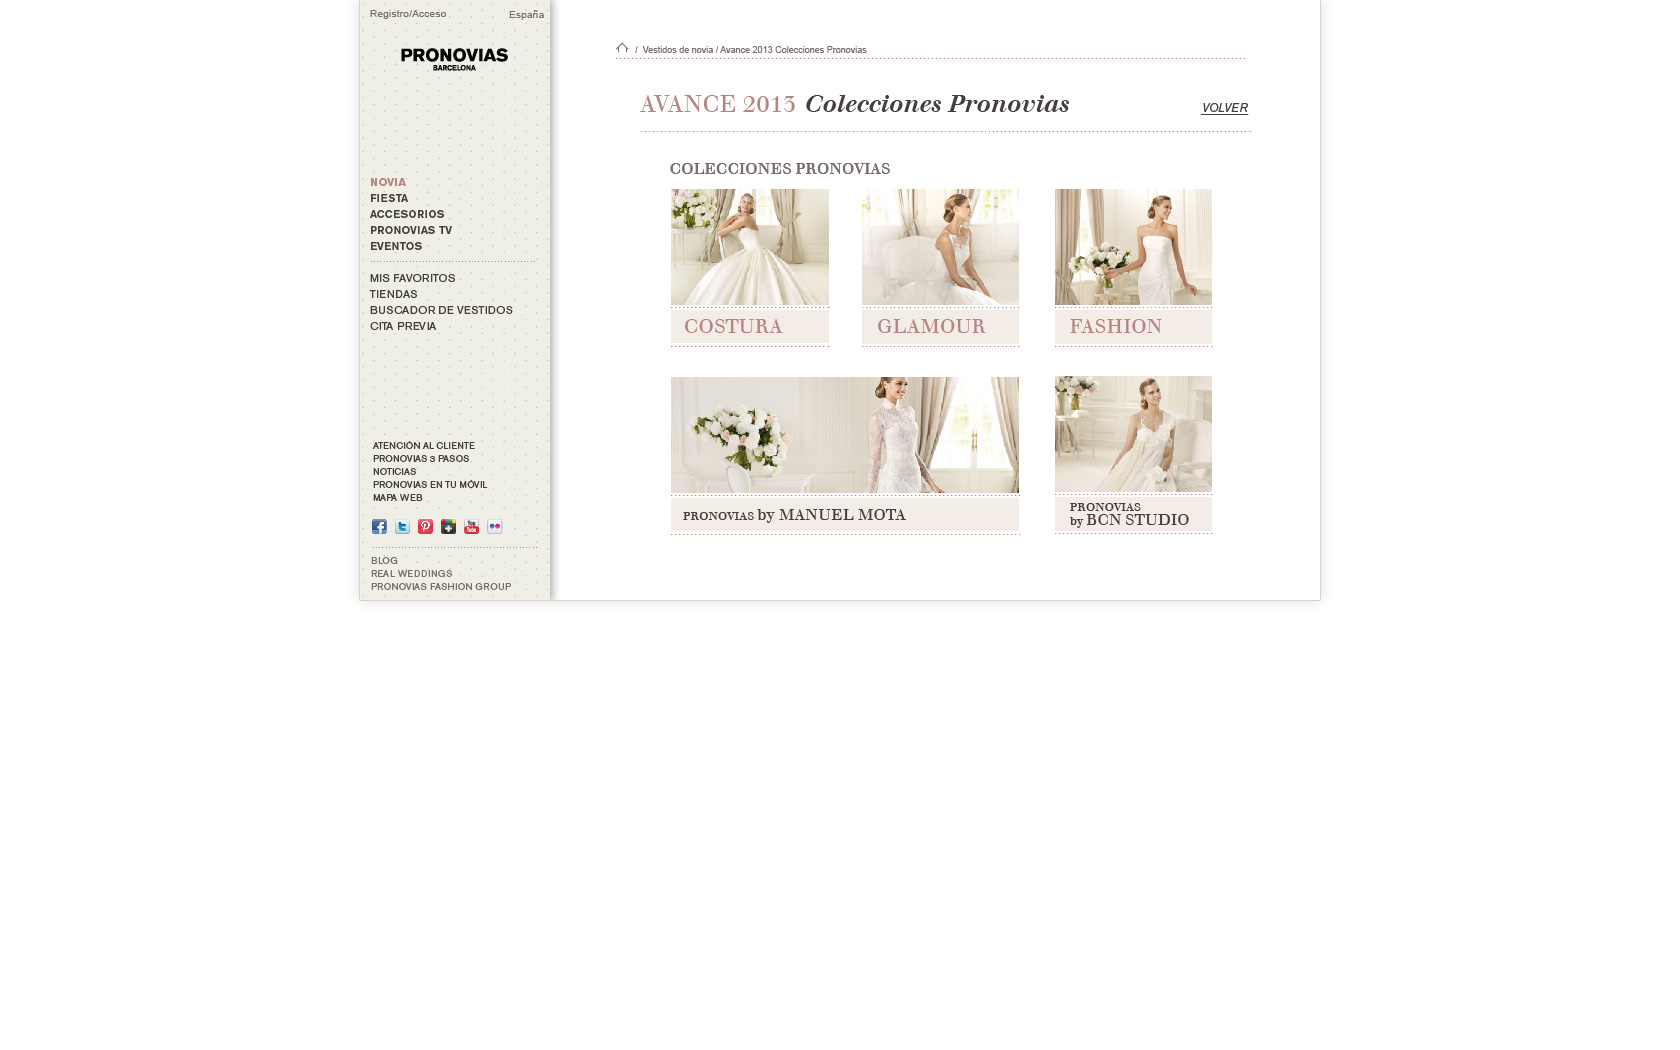 Registro/Acceso
España
PRONOVIAS
BARCELONA
NOVIA
FIESTA
ACCESORIOS
PRONOVIAS TV
EVENTOS
MIS FAVORITOS
TIENDAS
BUSCADOR DE VESTIDOS
CITA PREVIA
ATENCIÓN AL CLIENTE
PRONOVIAS 3 PASOS
NOTICIAS
PRONOVIAS EN TU MÓVIL
MAPA WEB
You
Tube
BLOG
REAL WEDDINGS
PRONOVIAS FASHION GROUP
/ Vestidos de novia / Avance 2013 Colecciones Pronovias
AVANCE 2013 Colecciones Pronovias
VOLVER
COLECCIONES PRONOVIAS
COSTURA
GLAMOUR
FASHION
PRONOVIAS by MANUEL MOTA
PRONOVIAS
by BCN STUDIO